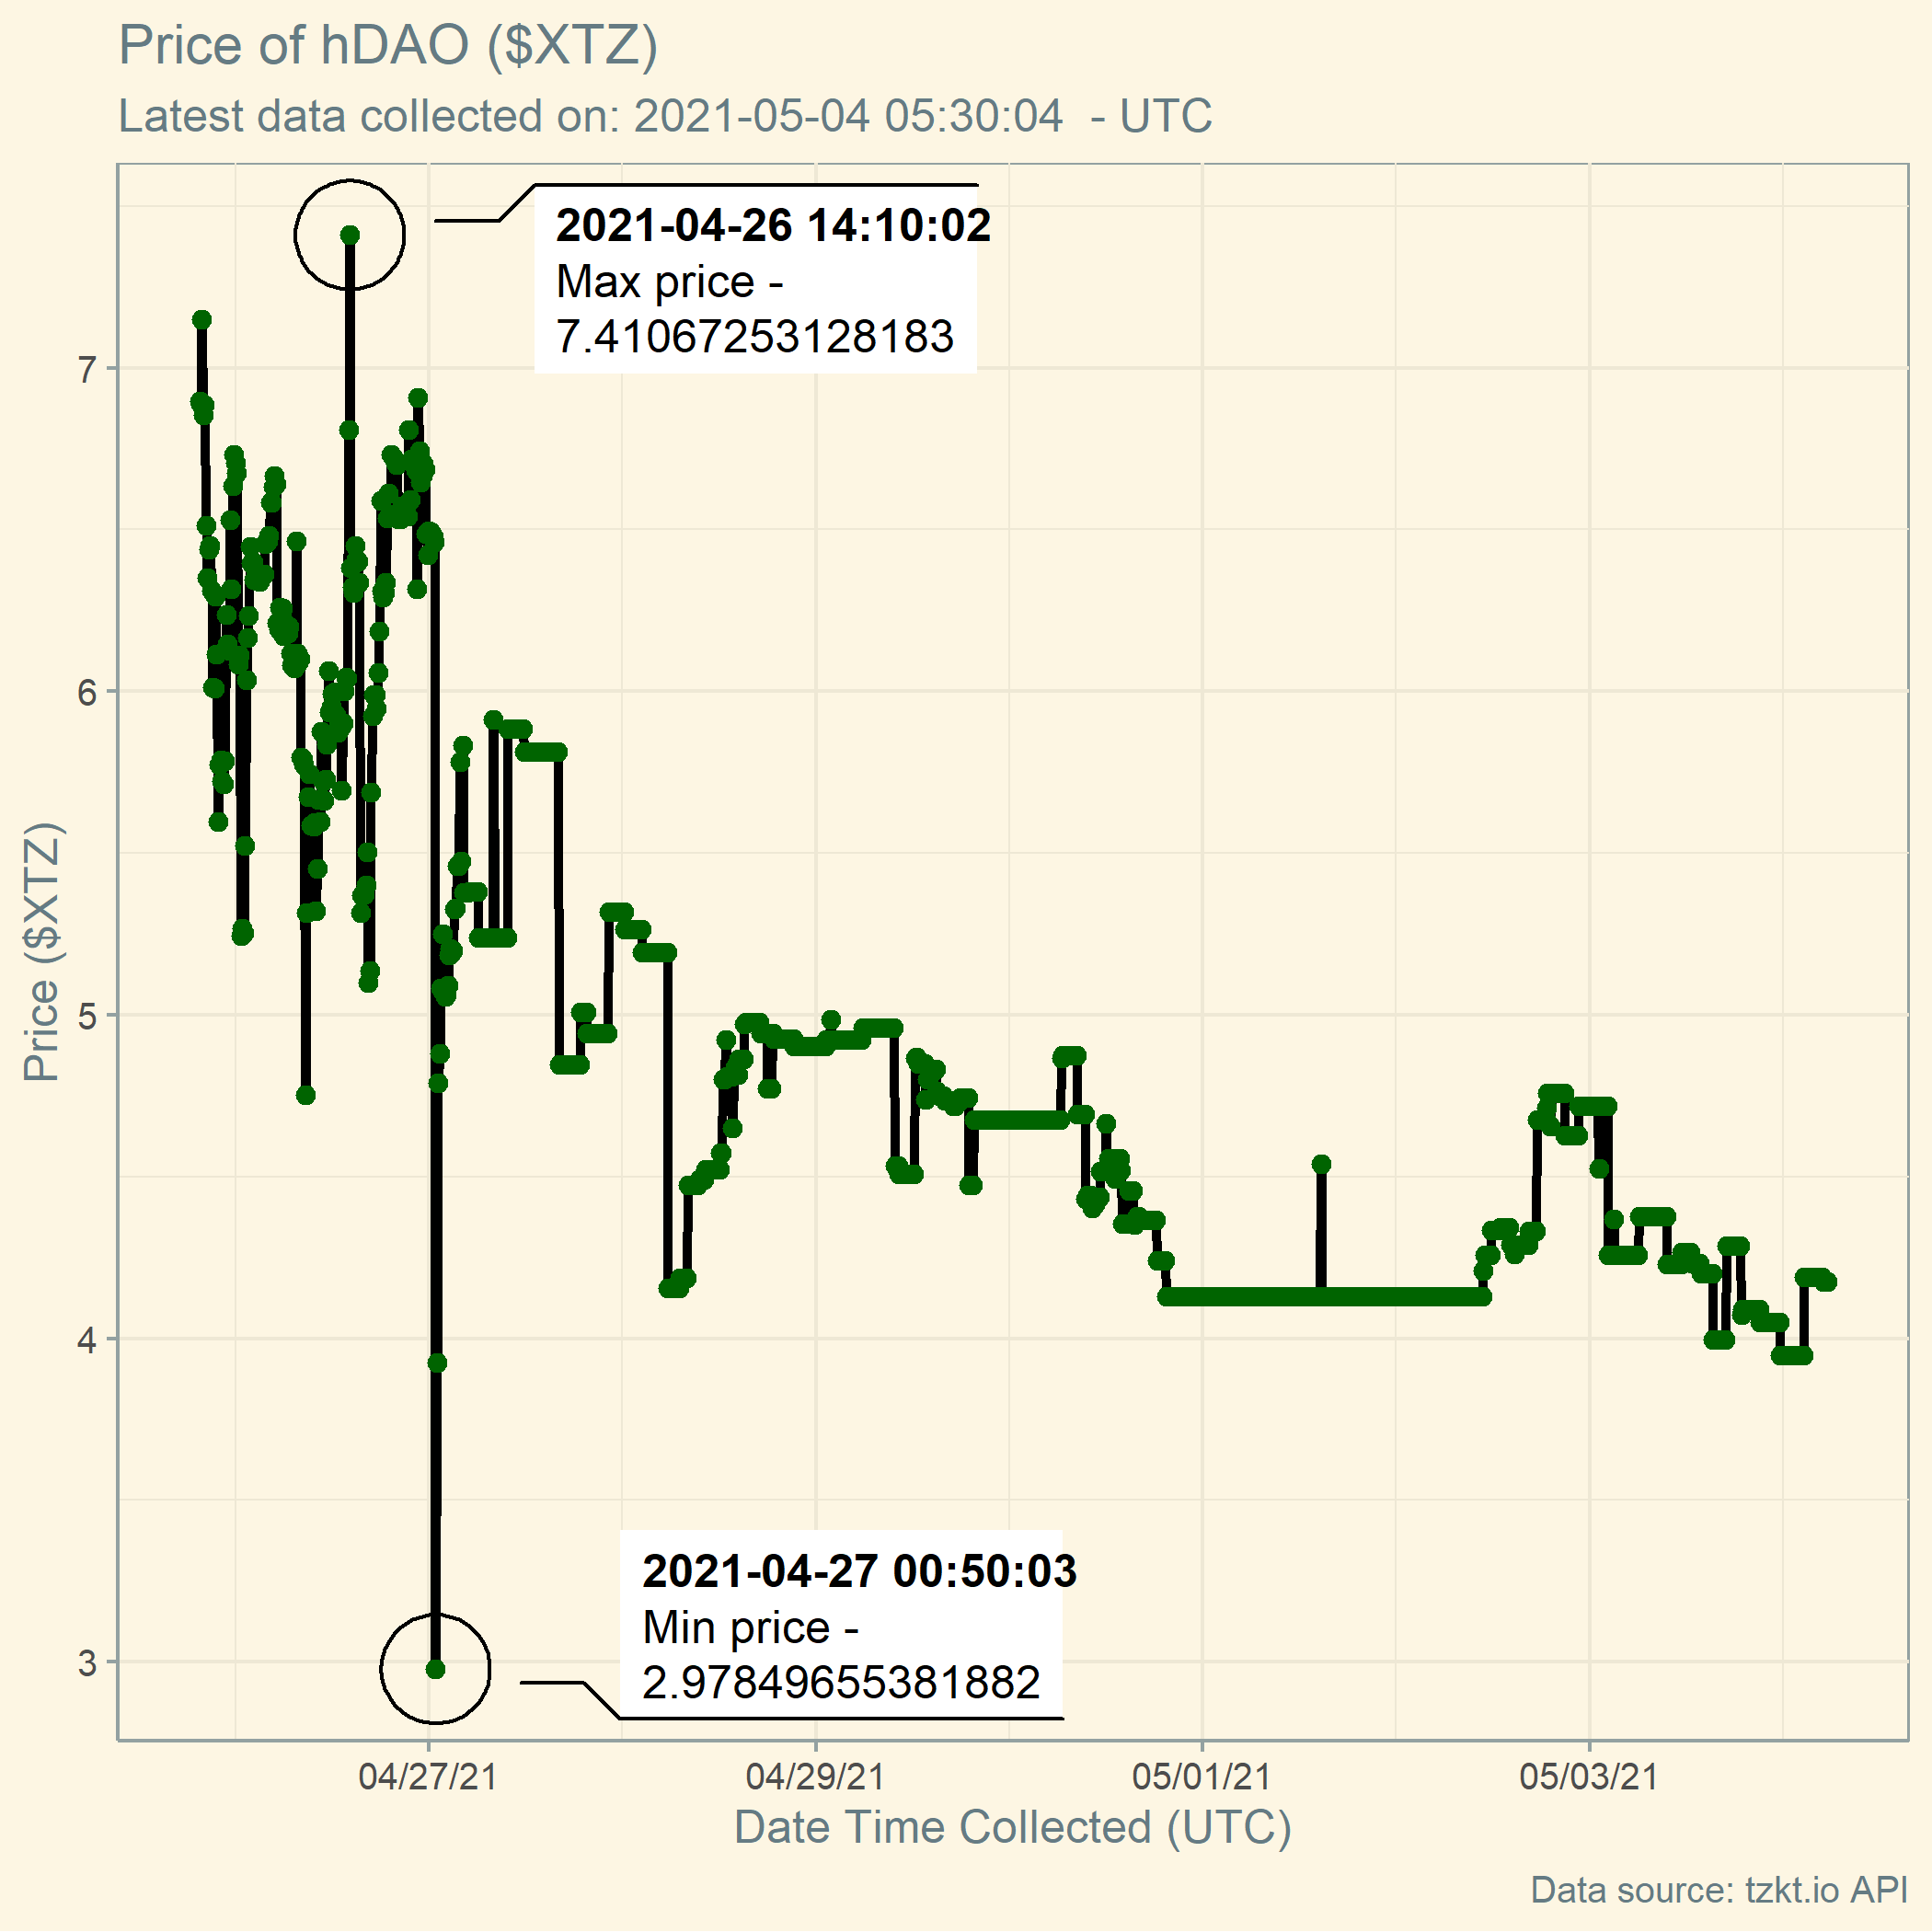 Price of hDAO ($XTZ)
Latest data collected on: 2021-05-04 05:30:04  - UTC
2021-04-26 14:10:02
Max price -
7.41067253128183
7
6
5
4
3
Price ($XTZ)
2021-04-27 00:50:03
Min price -
2.97849655381882
04/27/21
04/29/21
05/01/21
05/03/21
Date Time Collected (UTC)
Data source: tzkt.io API